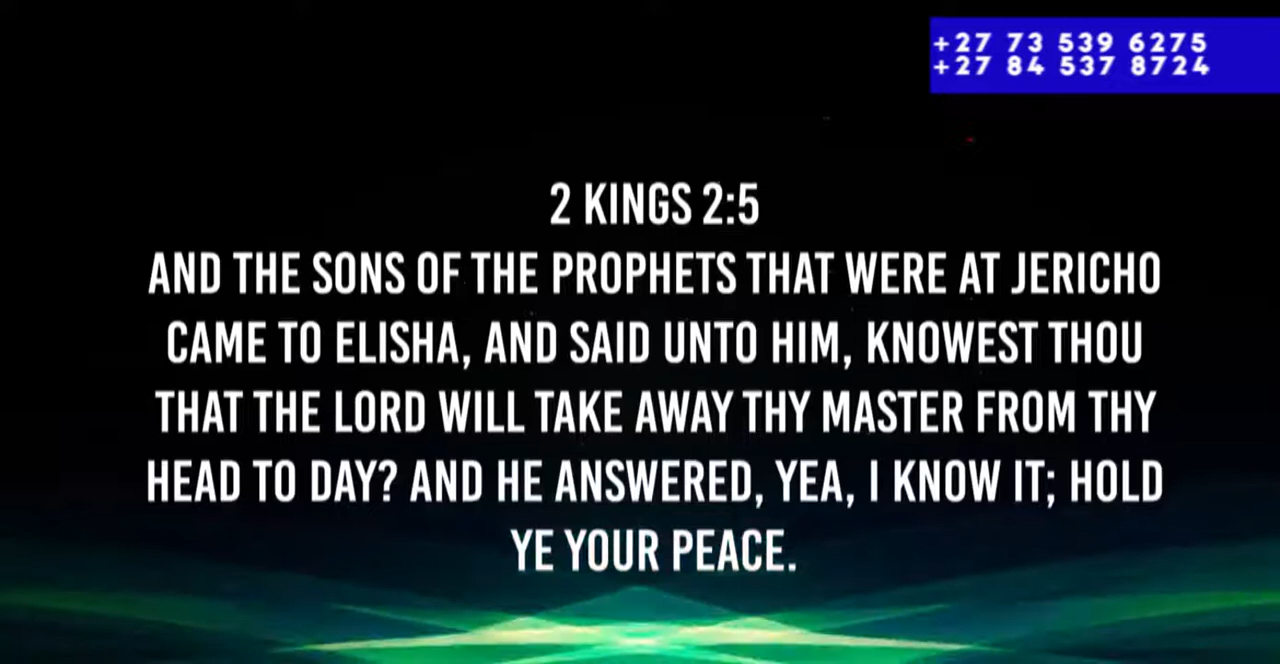 +27 73 539 6275
+27 84 537 8724
2 KINGS 2:5
AND THE SONS OF THE PROPHETS THAT WERE AT JERICHO
CAME TO ELISHA, AND SAID UNTO HIM, KNOWEST THOU
THAT THE LORD WILL TAKE AWAY THY MASTER FROM THY
HEAD TO DAY? AND HE ANSWERED, YEA, I KNOW IT; HOLD
YE YOUR PEACE.